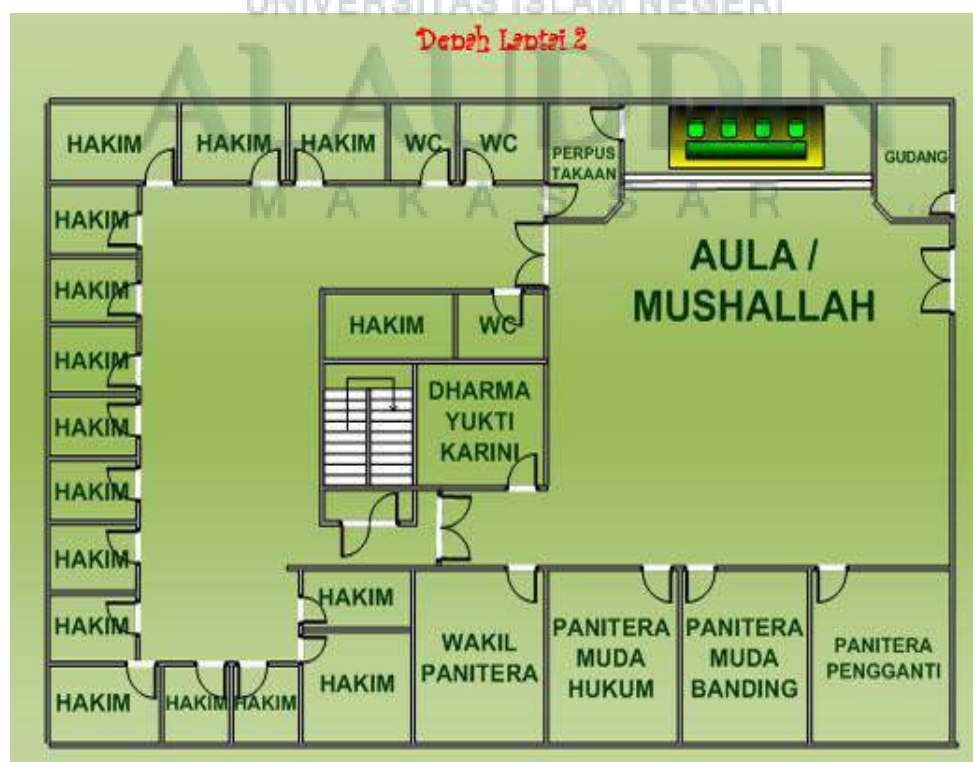 UNIVERSITAS ISLAM NEGERI
Denah Lantai 2
ALAUDDIN
MAKASSAR
HAKIM
HAKIM
HAKIM
WC
WC
PERPUS
TAKAAN
GUDANG
HAKIM
HAKIM
HAKIM
HAKIM
HAKIM
HAKIM
HAKIM
AULA /
MUSHALLAH
HAKIM
WC
DHARMA
YUKTI
KARINI
HAKIM
HAKIM
WAKIL
PANITERA
PANITERA
MUDA
HUKUM
PANITERA
MUDA
BANDING
PANITERA
PENGGANTI
HAKIM
HAKIM
HAKIM